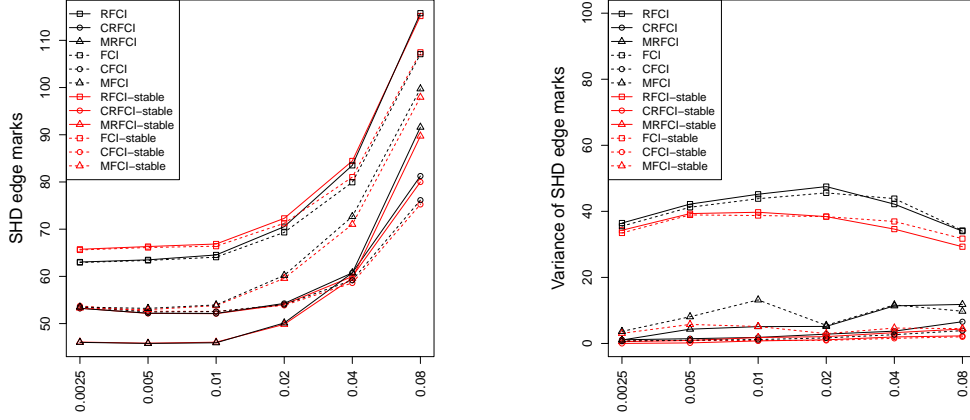 SHD edge marks
110
100
90
80
70
60
50
RFCI
CRFCI
MRFCI
FCI
CFCI
MFCI
RFCI−stable
CRFCI−stable
MRFCI−stable
FCI−stable
CFCI−stable
MFCI−stable
0.0025
0.005
0.01
0.02
0.04
0.08
Variance of SHD edge marks
100
80
60
40
20
0
RFCI
CRFCI
MRFCI
FCI
CFCI
MFCI
RFCI−stable
CRFCI−stable
MRFCI−stable
FCI−stable
CFCI−stable
MFCI−stable
0.0025
0.005
0.01
0.02
0.04
0.08